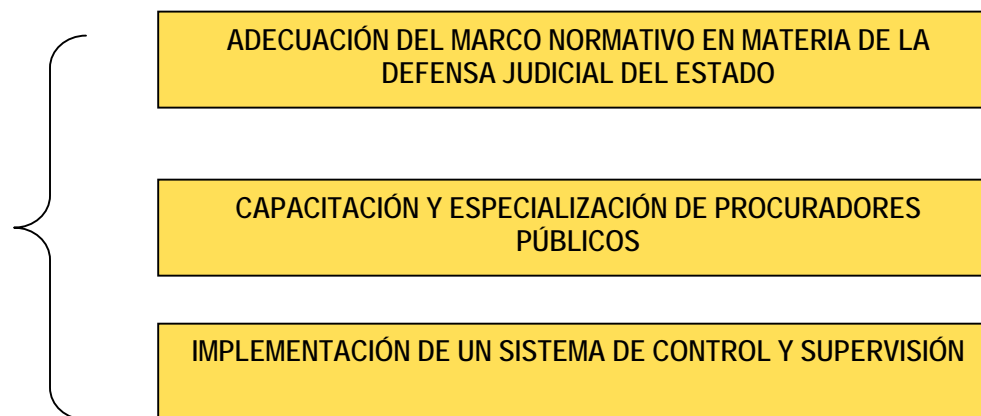 ADECUACIÓN DEL MARCO NORMATIVO EN MATERIA DE LA
DEFENSA JUDICIAL DEL ESTADO
CAPACITACIÓN Y ESPECIALIZACIÓN DE PROCURADORES
PÚBLICOS
IMPLEMENTACIÓN DE UN SISTEMA DE CONTROL Y SUPERVISIÓN